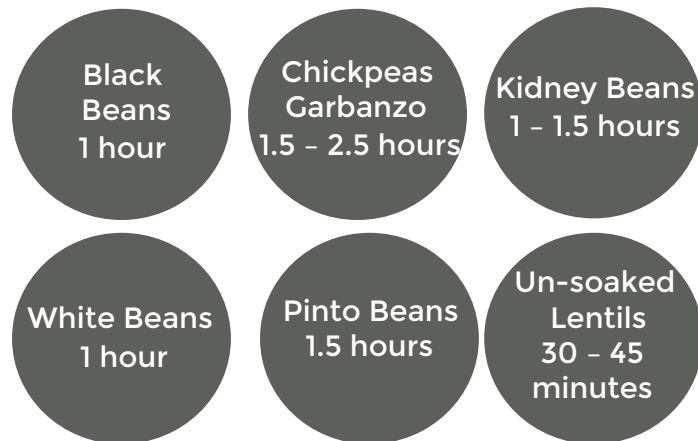 Black
Beans
1 hour
Chickpeas
Garbanzo
1.5 – 2.5 hours
Kidney Beans
1 – 1.5 hours
White Beans
1 hour
Pinto Beans
1.5 hours
Un-soaked
Lentils
30 – 45
minutes